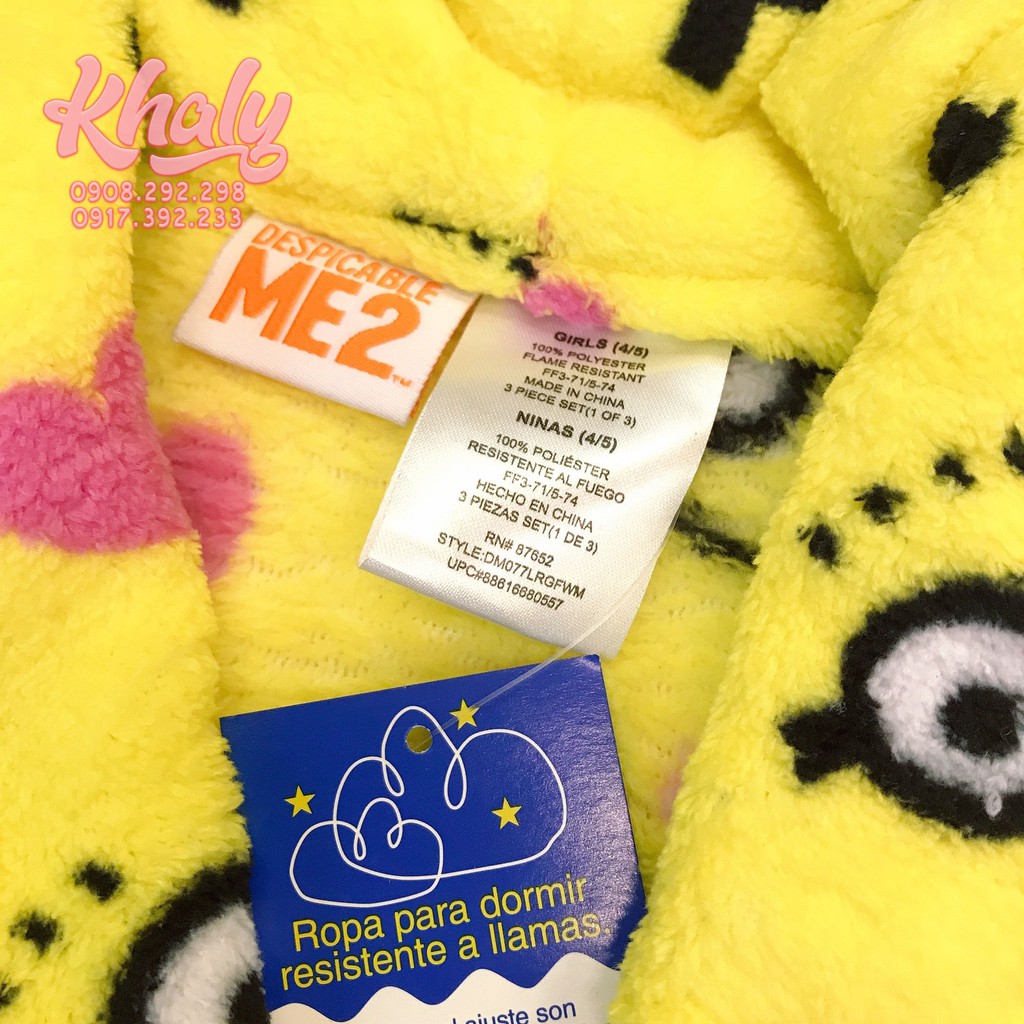 Khaly
0908.292.298
0917.392.233
DESPICABLE
ME2™
GIRLS (4/5)
100% POLYESTER
FLAME RESISTANT
FF3-71/5-74
MADE IN CHINA
3 PIECE SET(1 OF 3)
NINAS (4/5)
100% POLIÉSTER
RESISTENTE AL FUEGO
FF3-71/5-74
HECHO EN CHINA
3 PIEZAS SET(1 DE 3)
RN# 87652
STYLE:DM077LRGFWM
UPC#88616680557
Ropa para dormir
resistente a llamas.
ajuste son